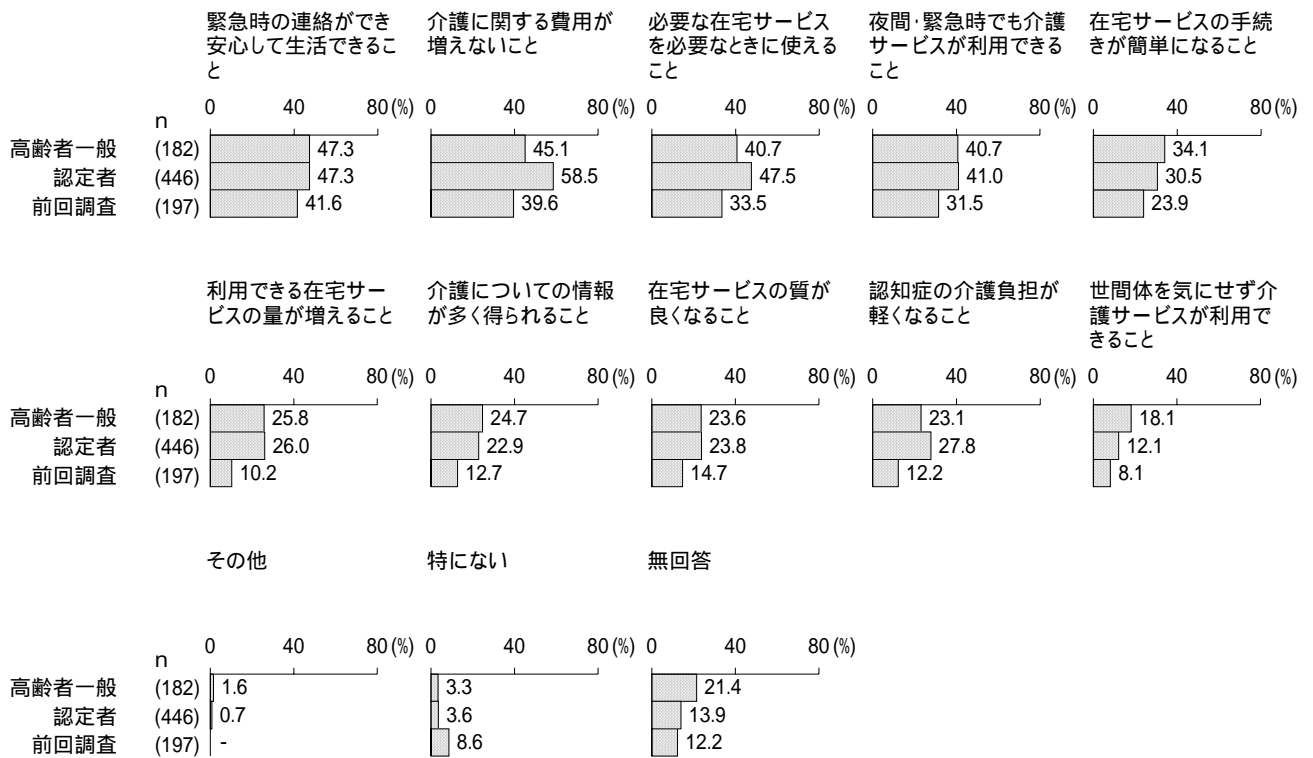 緊急時の連絡ができ 介護に関する費用が 必要な在宅サービス 夜間・緊急時でも介護 在宅サービスの手続
安心して生活できるこ 増えないこと を必要なときに使える サービスが利用できる きが簡単になること
と こと こと
0 40 80(%) 0 40 80(%) 0 40 80(%) 0 40 80(%) 0 40 80(%)
n
高齢者一般 (182) 47.3 45.1 40.7 40.7 34.1
認定者 (446) 47.3 58.5 47.5 41.0 30.5
前回調査 (197) 41.6 39.6 33.5 31.5 23.9
利用できる在宅サー 介護についての情報 在宅サービスの質が 認知症の介護負担が 世間体を気にせず介
ビスの量が増えること が多く得られること 良くなること 軽くなること 護サービスが利用で
きること
0 40 80(%) 0 40 80(%) 0 40 80(%) 0 40 80(%) 0 40 80(%)
n
高齢者一般 (182) 25.8 24.7 23.6 23.1 18.1
認定者 (446) 26.0 22.9 23.8 27.8 12.1
前回調査 (197) 10.2 12.7 14.7 12.2 8.1
その他 特にない 無回答
0 40 80(%) 0 40 80(%) 0 40 80(%)
n
高齢者一般 (182) 1.6 3.3 21.4
認定者 (446) 0.7 3.6 13.9
前回調査 (197) - 8.6 12.2